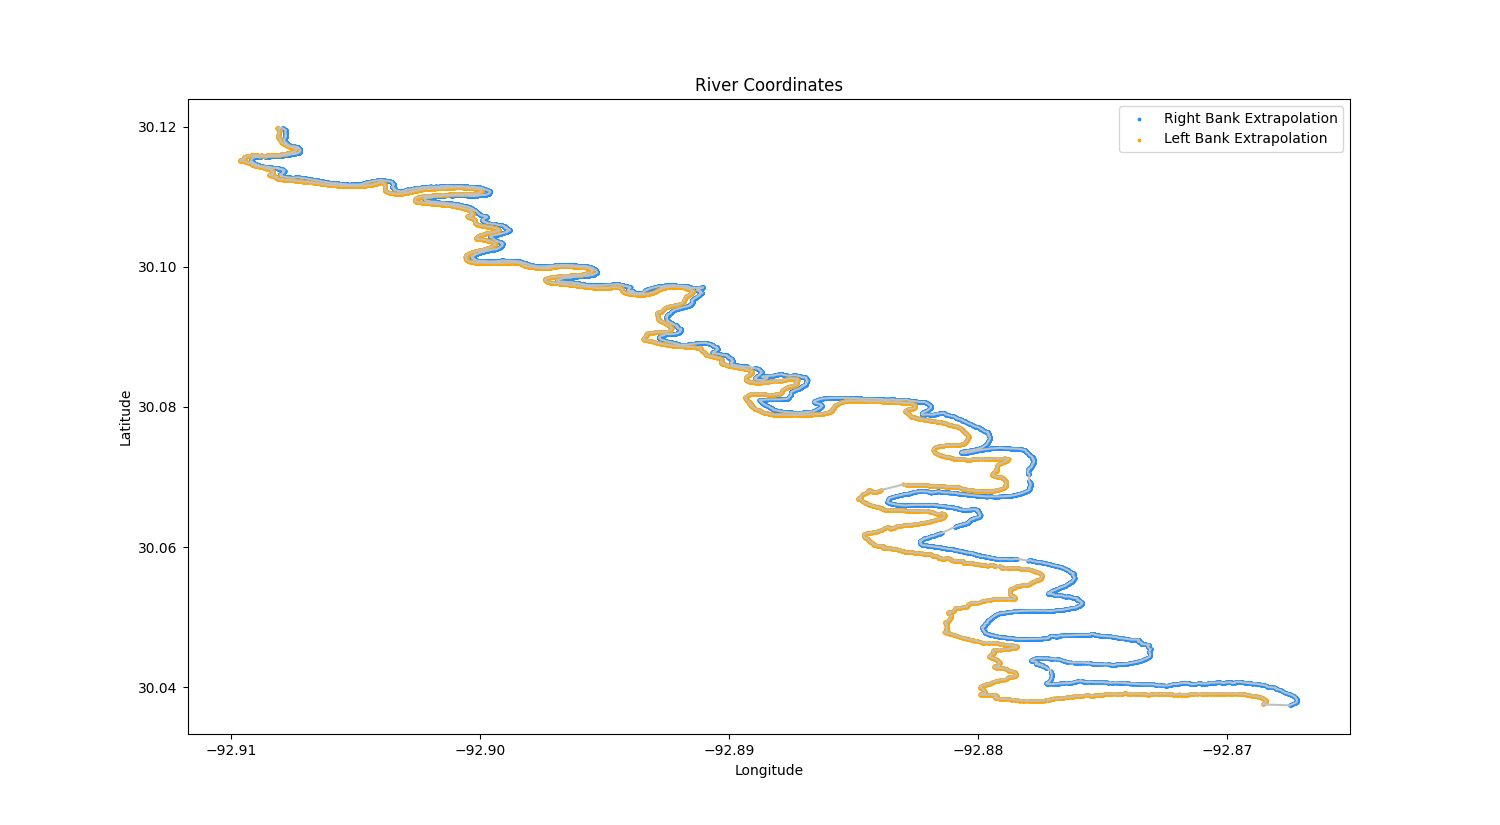 River Coordinates
Right Bank Extrapolation
Left Bank Extrapolation
30.12
30.10
30.08
30.06
30.04
Latitude
−92.91
−92.90
−92.89
−92.88
−92.87
Longitude